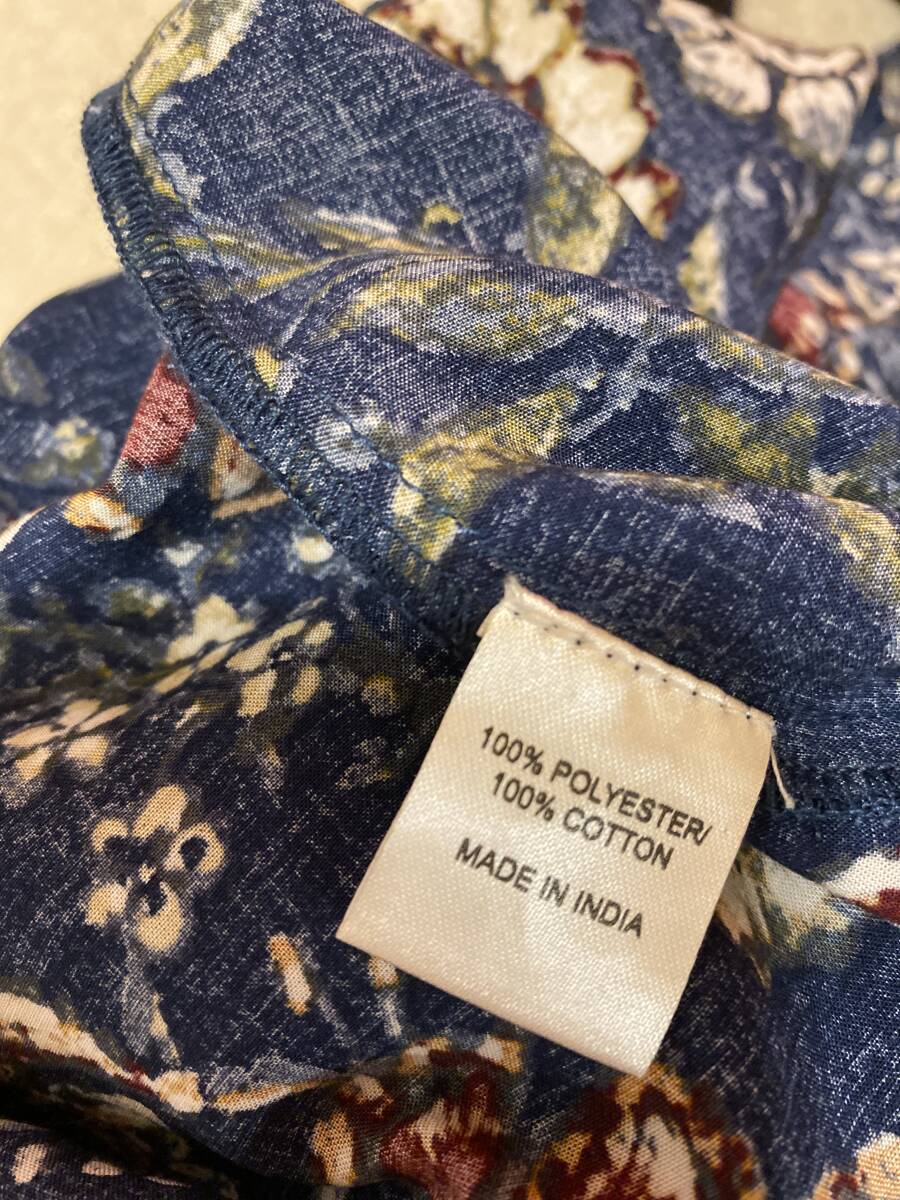 100% POLYESTER/
100% COTTON
MADE IN INDIA